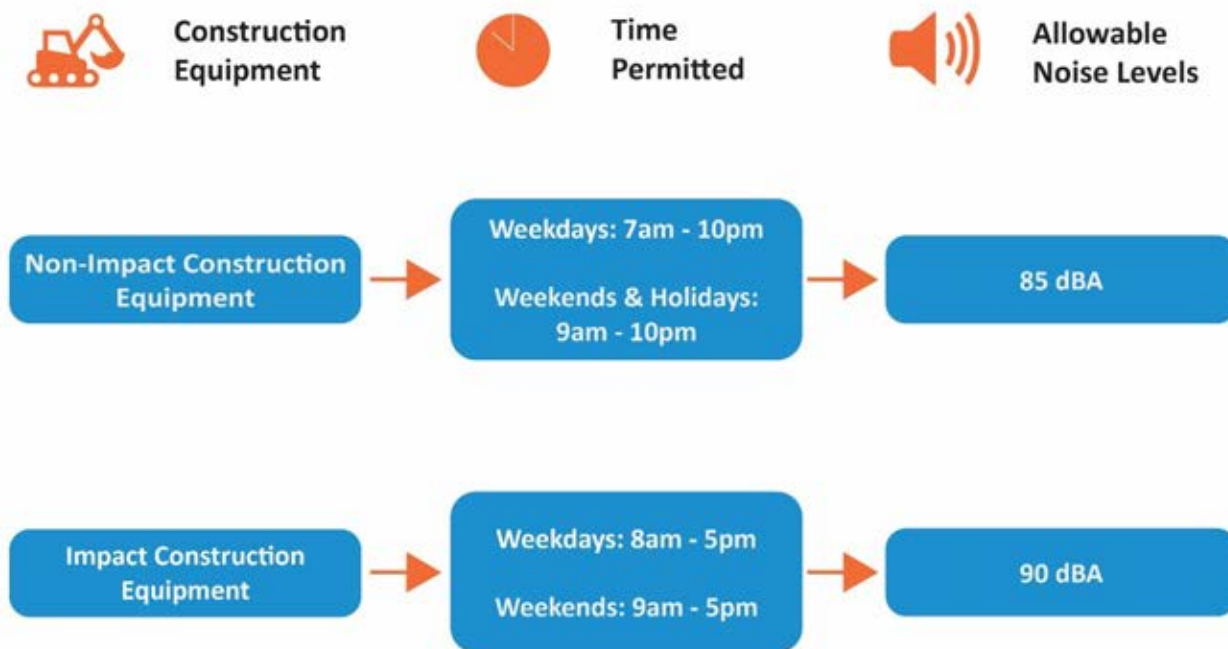 Construction
Equipment
Time
Permitted
Allowable
Noise Levels
Non-Impact Construction
Equipment
Weekdays: 7am - 10pm
Weekends & Holidays:
9am - 10pm
85 dBA
Impact Construction
Equipment
Weekdays: 8am - 5pm
Weekends: 9am - 5pm
90 dBA